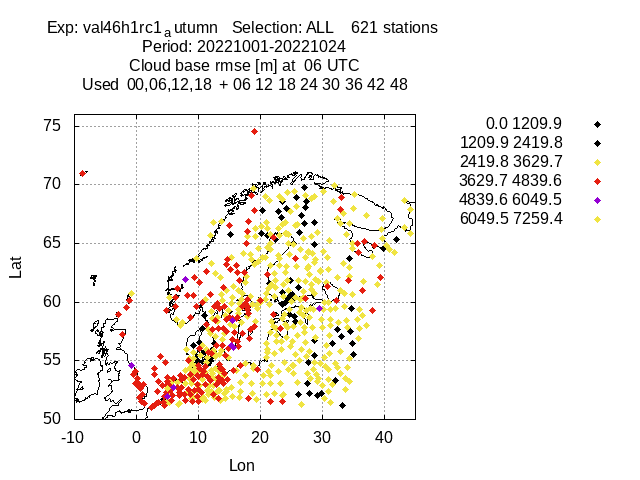 Exp: val46h1rc1autumn   Selection: ALL    621 stations
Period: 20221001-20221024
Cloud base rmse [m] at  06 UTC
Used  00,06,12,18  + 06 12 18 24 30 36 42 48
0.0 1209.9
1209.9 2419.8
2419.8 3629.7
3629.7 4839.6
4839.6 6049.5
6049.5 7259.4
75
70
65
60
55
50
Lat
-10 0 10 20 30 40
Lon